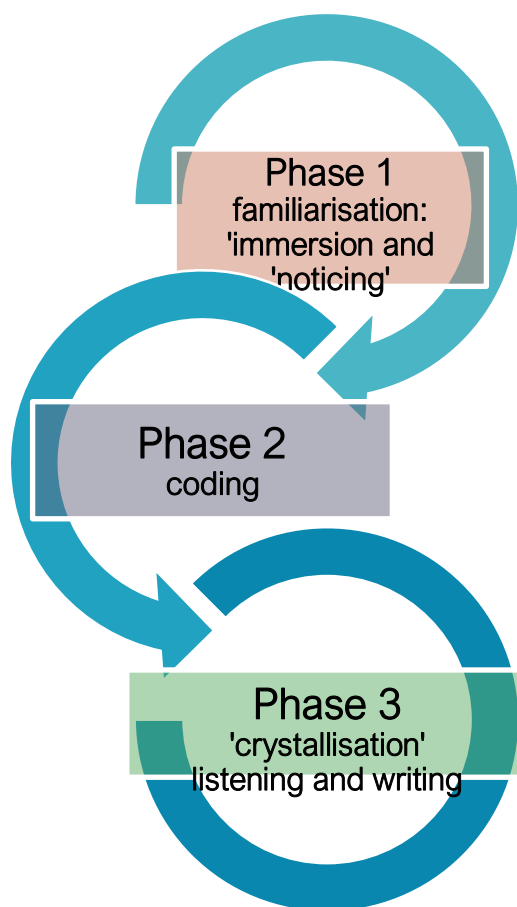 Phase 1
familiarisation:
'immersion and
'noticing'
Phase 2
coding
Phase 3
'crystallisation'
listening and writing